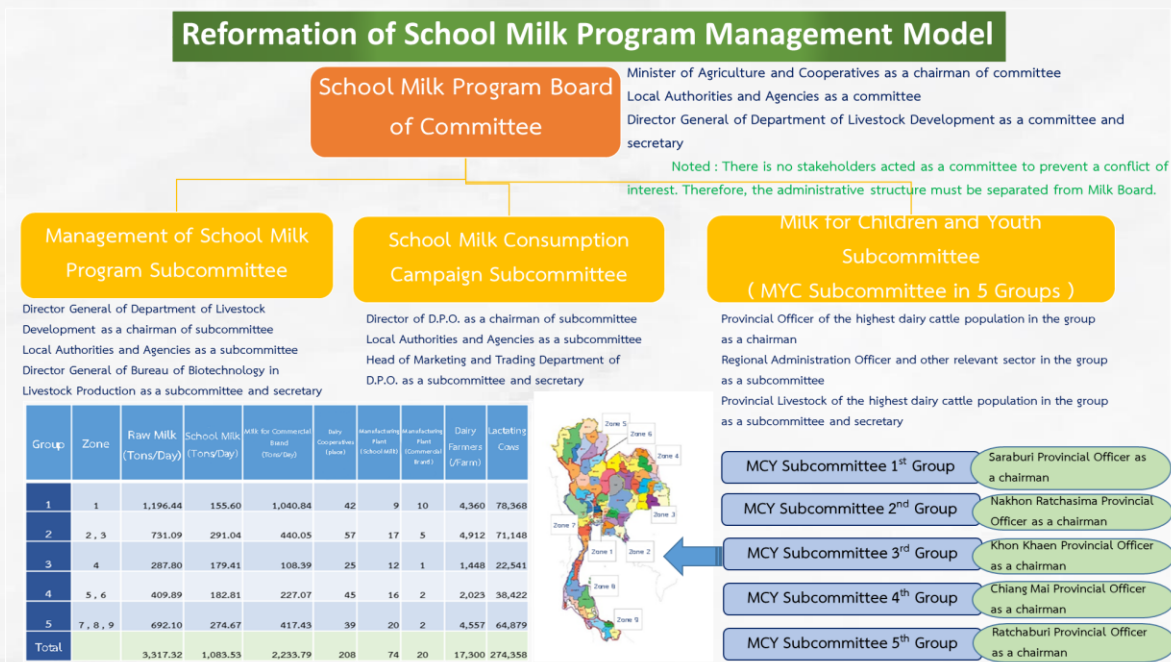 Reformation of School Milk Program Management Model
School Milk Program Board
of Committee
Minister of Agriculture and Cooperatives as a chairman of committee
Local Authorities and Agencies as a committee
Director General of Department of Livestock Development as a committee and
secretary
Noted : There is no stakeholders acted as a committee to prevent a conflict of
interest. Therefore, the administrative structure must be separated from Milk Board.
Management of School Milk
Program Subcommittee
Director General of Department of Livestock
Development as a chairman of subcommittee
Local Authorities and Agencies as a subcommittee
Director General of Bureau of Biotechnology in
Livestock Production as a subcommittee and secretary
School Milk Consumption
Campaign Subcommittee
Director of D.P.O. as a chairman of subcommittee
Local Authorities and Agencies as a subcommittee
Head of Marketing and Trading Department of
D.P.O. as a subcommittee and secretary
Milk for Children and Youth
Subcommittee
( MYC Subcommittee in 5 Groups )
Provincial Officer of the highest dairy cattle population in the group
as a chairman
Regional Administration Officer and other relevant sector in the group
as a subcommittee
Provincial Livestock of the highest dairy cattle population in the group
as a subcommittee and secretary
Group Zone Raw Milk (Tons/Day) School Milk (Tons/Day) Milk for Commercial Brand (Tons/Day) Dairy Cooperatives (place) Manufacturing Plant (School Milk) Manufacturing Plant (Commercial Brand) Dairy Farmers (/Farm) Lactating Cows
1 1 1,196.44 155.60 1,040.84 42 9 10 4,360 78,368
2 2 , 3 731.09 291.04 440.05 57 17 5 4,912 71,148
3 4 287.80 179.41 108.39 25 12 1 1,448 22,541
4 5 , 6 409.89 182.81 227.07 45 16 2 2,023 38,422
5 7 , 8 , 9 692.10 274.67 417.43 39 20 2 4,557 64,879
Total 3,317.32 1,083.53 2,233.79 208 74 20 17,300 274,358
Zone 5
Zone 6
Zone 4
Zone 3
Zone 7
Zone 1
Zone 2
Zone 8
Zone 9
MCY Subcommittee 1st Group
Saraburi Provincial Officer as
a chairman
MCY Subcommittee 2nd Group
Nakhon Ratchasima Provincial
Officer as a chairman
MCY Subcommittee 3rd Group
Khon Khaen Provincial Officer
as a chairman
MCY Subcommittee 4th Group
Chiang Mai Provincial Officer
as a chairman
MCY Subcommittee 5th Group
Ratchaburi Provincial Officer
as a chairman